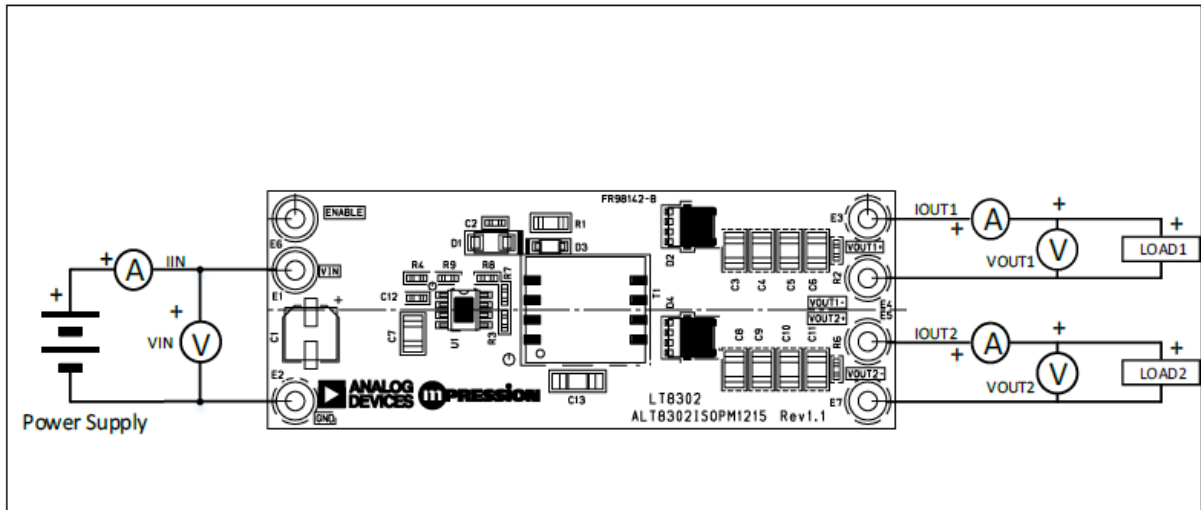 FR98142-B
ENABLE
E6
VIN
E1
C1
+
E2
GND
C2
R1
D1
D3
R4
R9
R8
R7
C12
C7
U1
R3
T1
C13
D2
C3
C4
C5
C6
R2
D4
C8
C9
C10
C11
R6
E3
VOUT1+
VOUT1-
E4
VOUT2+
E5
VOUT2-
E7
ANALOG
DEVICES
mPRESSION
LT8302
ALT8302ISOPM1215 Rev1.1
+ A IIN
+
+
VIN V
Power Supply
IOUT1 + A +
+
V
VOUT1
LOAD1
IOUT2 + A +
+
V
VOUT2
LOAD2